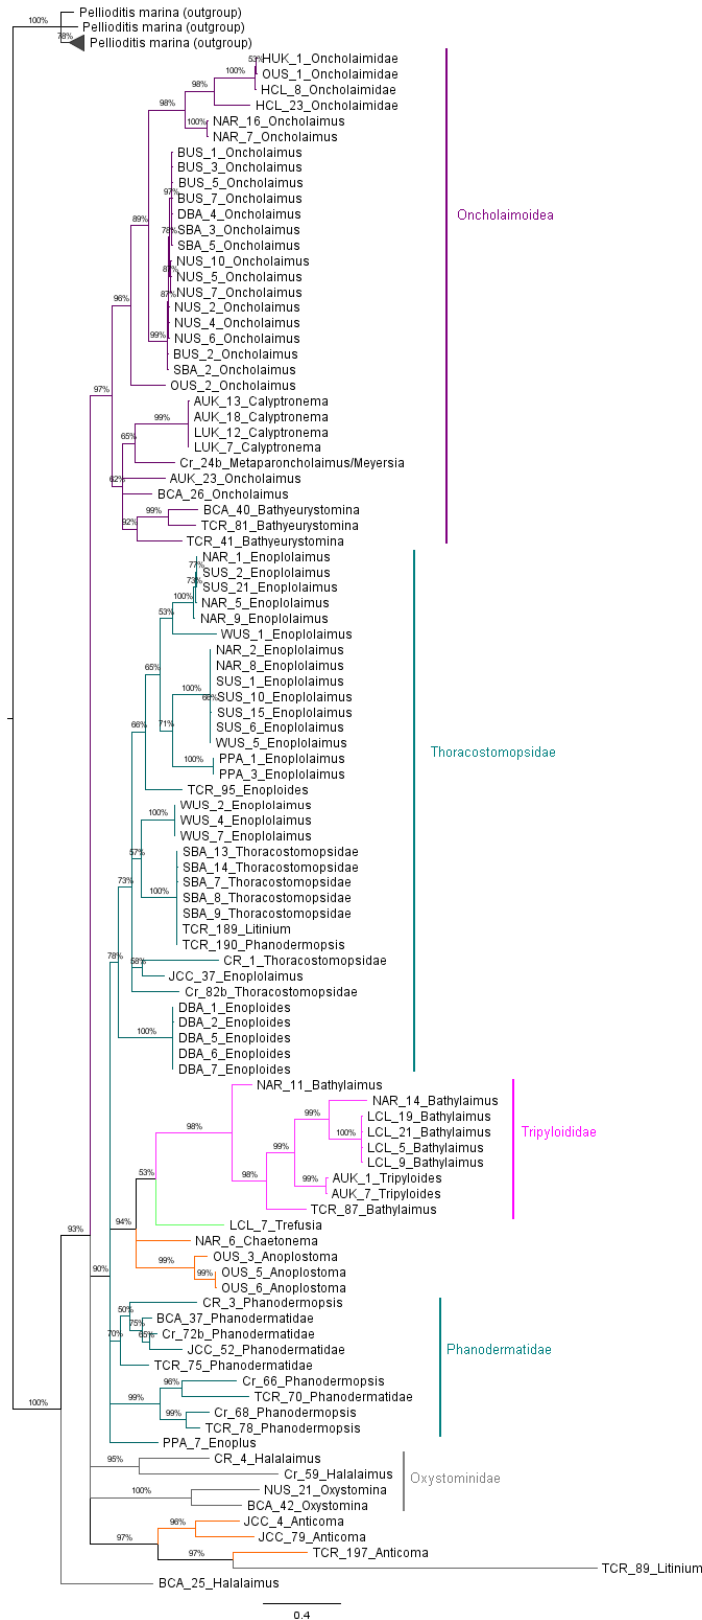 Pellioditis marina (outgroup)
100%
Pellioditis marina (outgroup)
78%
Pellioditis marina (outgroup)
53%
HUK_1_Oncholaimidae
100%
OUS_1_Oncholaimidae
98%
HCL_8_Oncholaimidae
HCL_23_Oncholaimidae
98%
100%
NAR_16_Oncholaimus
NAR_7_Oncholaimus
BUS_1_Oncholaimus
BUS_3_Oncholaimus
BUS_5_Oncholaimus
97%
BUS_7_Oncholaimus
DBA_4_Oncholaimus
Oncholaimoidea
89%
78%
SBA_3_Oncholaimus
SBA_5_Oncholaimus
NUS_10_Oncholaimus
87%
NUS_5_Oncholaimus
87%
NUS_7_Oncholaimus
96%
NUS_2_Oncholaimus
NUS_4_Oncholaimus
99%
NUS_6_Oncholaimus
BUS_2_Oncholaimus
SBA_2_Oncholaimus
OUS_2_Oncholaimus
97%
AUK_13_Calyptronema
99%
AUK_18_Calyptronema
LUK_12_Calyptronema
65%
LUK_7_Calyptronema
Cr_24b_Metaparoncholaimus/Meyersia
62%
AUK_23_Oncholaimus
BCA_26_Oncholaimus
99%
BCA_40_Bathyeurystomina
92%
TCR_81_Bathyeurystomina
TCR_41_Bathyeurystomina
NAR_1_Enoplolaimus
77%
SUS_2_Enoplolaimus
73%
SUS_21_Enoplolaimus
100%
NAR_5_Enoplolaimus
53%
NAR_9_Enoplolaimus
WUS_1_Enoplolaimus
NAR_2_Enoplolaimus
65%
NAR_8_Enoplolaimus
SUS_1_Enoplolaimus
100%
66%
SUS_10_Enoplolaimus
SUS_15_Enoplolaimus
66%
71%
SUS_6_Enoplolaimus
WUS_5_Enoplolaimus
Thoracostomopsidae
100%
PPA_1_Enoplolaimus
PPA_3_Enoplolaimus
TCR_95_Enoploides
WUS_2_Enoplolaimus
100%
WUS_4_Enoplolaimus
WUS_7_Enoplolaimus
57%
SBA_13_Thoracostomopsidae
SBA_14_Thoracostomopsidae
73%
SBA_7_Thoracostomopsidae
100%
SBA_8_Thoracostomopsidae
SBA_9_Thoracostomopsidae
TCR_189_Litinium
TCR_190_Phanodermopsis
78%
58%
CR_1_Thoracostomopsidae
JCC_37_Enoplolaimus
Cr_82b_Thoracostomopsidae
DBA_1_Enoploides
DBA_2_Enoploides
100%
DBA_5_Enoploides
DBA_6_Enoploides
DBA_7_Enoploides
NAR_11_Bathylaimus
99%
NAR_14_Bathylaimus
LCL_19_Bathylaimus
98%
100%
LCL_21_Bathylaimus
Tripyloididae
99%
LCL_5_Bathylaimus
LCL_9_Bathylaimus
53%
98%
99%
AUK_1_Tripyloides
AUK_7_Tripyloides
TCR_87_Bathylaimus
94%
LCL_7_Trefusia
93%
NAR_6_Chaetonema
OUS_3_Anoplostoma
99%
99%
OUS_5_Anoplostoma
90%
OUS_6_Anoplostoma
50%
CR_3_Phanodermopsis
75%
BCA_37_Phanodermatidae
70%
65%
Cr_72b_Phanodermatidae
JCC_52_Phanodermatidae
Phanodermatidae
TCR_75_Phanodermatidae
96%
Cr_66_Phanodermopsis
99%
TCR_70_Phanodermatidae
99%
Cr_68_Phanodermopsis
100%
TCR_78_Phanodermopsis
PPA_7_Enoplus
95%
CR_4_Halalaimus
Cr_59_Halalaimus
Oxystominidae
100%
NUS_21_Oxystomina
BCA_42_Oxystomina
96%
JCC_4_Anticoma
97%
JCC_79_Anticoma
97%
TCR_197_Anticoma
TCR_89_Litinium
BCA_25_Halalaimus
0.4